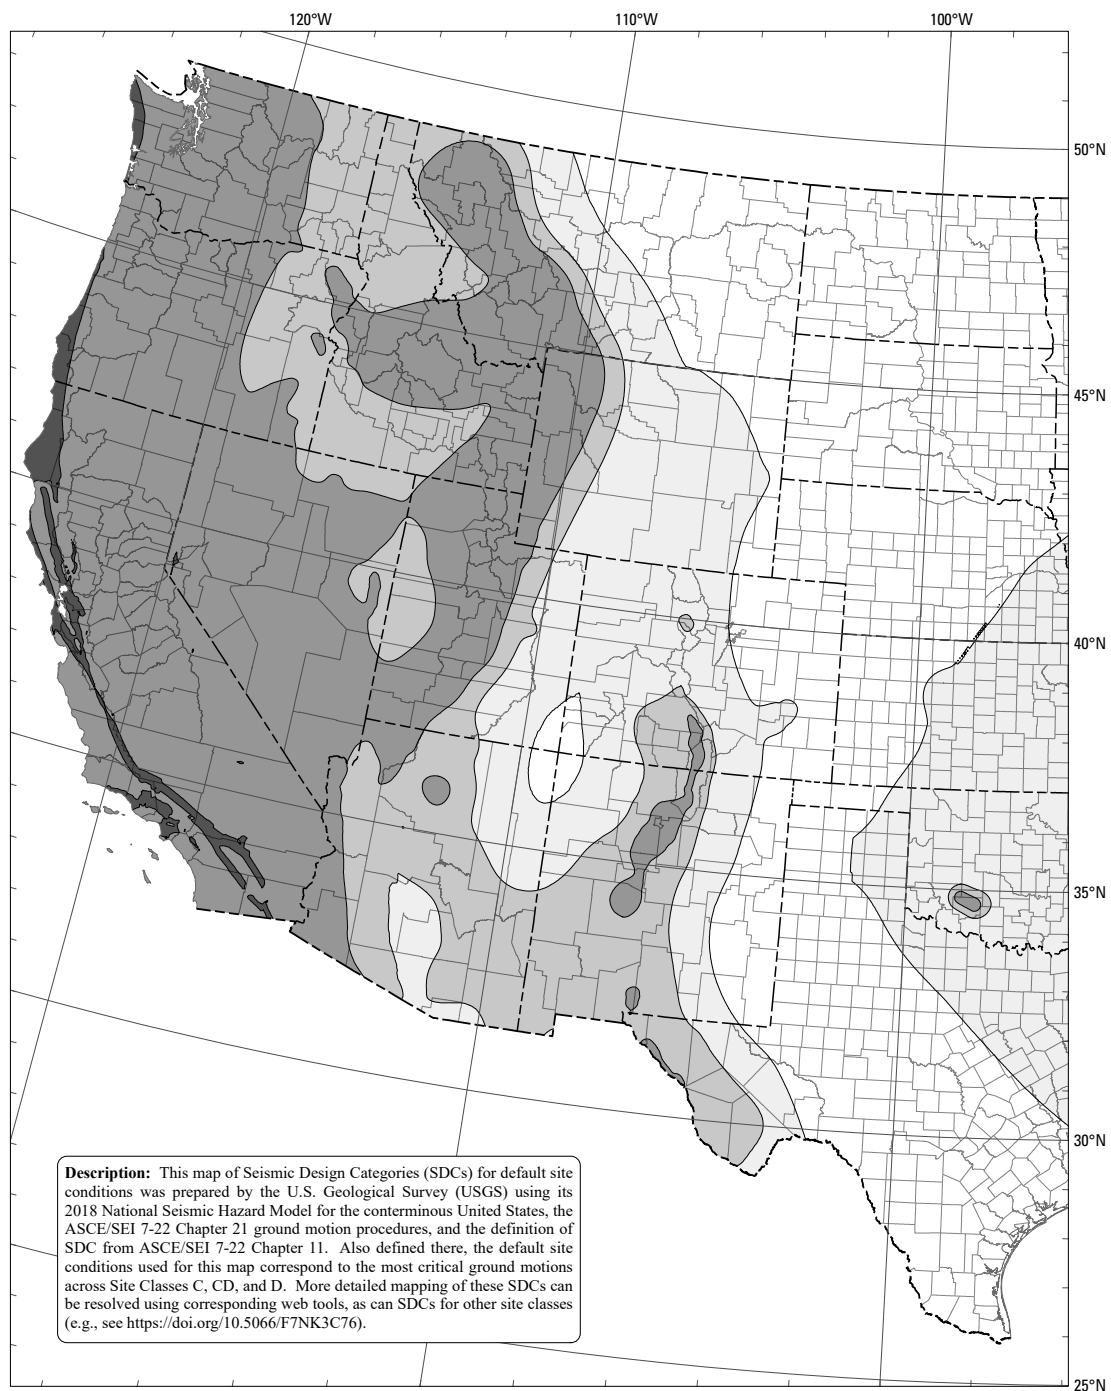 120°W
110°W
100°W
50°N
45°N
40°N
35°N
30°N
25°N
Description: This map of Seismic Design Categories (SDCs) for default site
conditions was prepared by the U.S. Geological Survey (USGS) using its
2018 National Seismic Hazard Model for the conterminous United States, the
ASCE/SEI 7-22 Chapter 21 ground motion procedures, and the definition of
SDC from ASCE/SEI 7-22 Chapter 11. Also defined there, the default site
conditions used for this map correspond to the most critical ground motions
across Site Classes C, CD, and D. More detailed mapping of these SDCs can
be resolved using corresponding web tools, as can SDCs for other site classes
(e.g., see https://doi.org/10.5066/F7NK3C76).